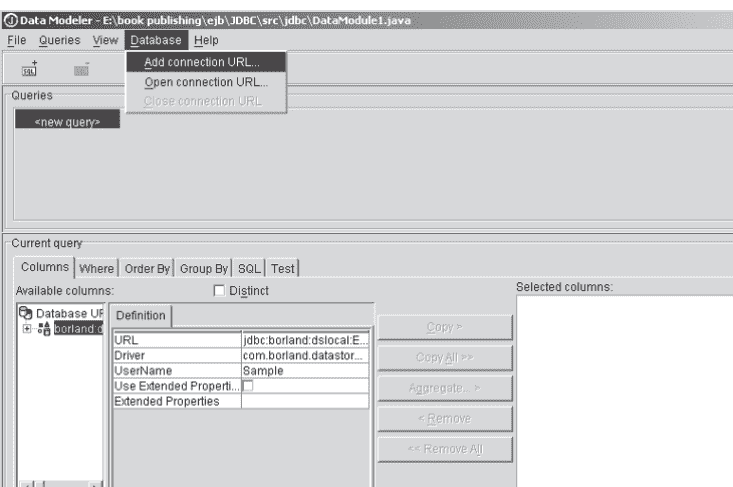 Data Modeler - E:\book publishing\ejb\JDBC\src\jdbc\DataModule1.java
File Queries View Database Help
Add connection URL...
Open connection URL...
Close connection URL
SQL
SQL
Queries
<new query>
Current query
Columns Where Order By Group By SQL Test
Available columns: Distinct Selected columns:
Database UR
borland:d
Definition
URL jdbc:borland:dslocal:E...
Driver com.borland.datastor...
UserName Sample
Use Extended Properti...
Extended Properties
Copy >
Copy All >>
Aggregate... >
< Remove
<< Remove All